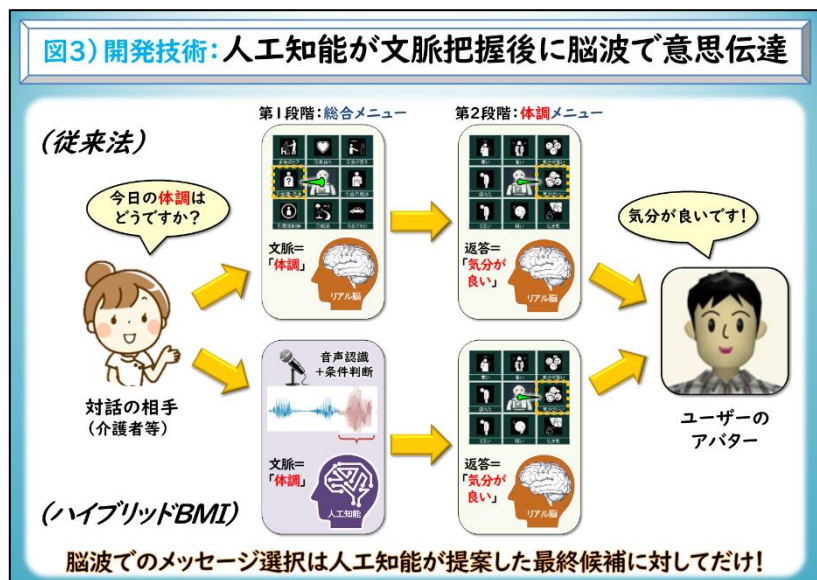 図3)開発技術:人工知能が文脈把握後に脳波で意思伝達
(従来法)
第1段階:総合メニュー
第2段階:体調メニュー
今日の体調は
どうですか?
文脈=
「体調」
リアル脳
返答=
「気分が
良い」
リアル脳
気分が良いです!
対話の相手
(介護者等)
音声認識
+条件判断
文脈=
「体調」
人工知能
返答=
「気分が
良い」
リアル脳
ユーザーの
アバター
(ハイブリッドBMI)
脳波でのメッセージ選択は人工知能が提案した最終候補に対してだけ!